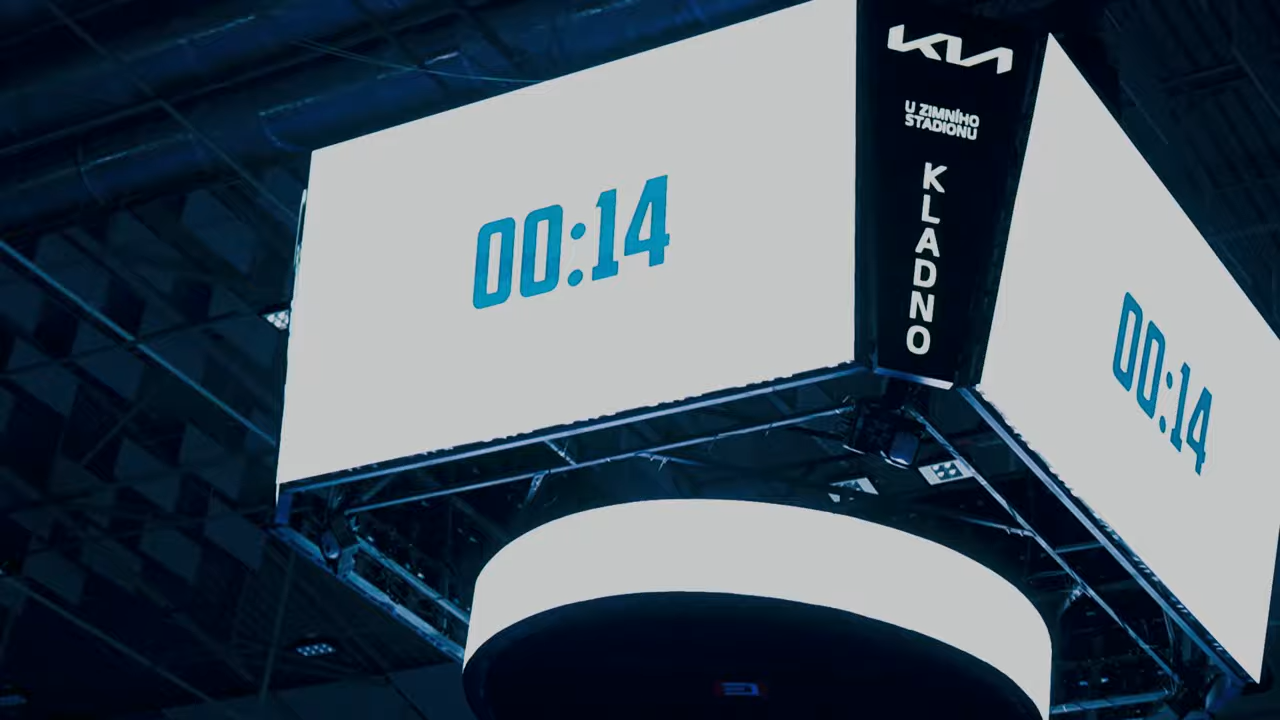 00:14
KIA
U ZIMNÍHO
STADIONU
KLADNO
00:14